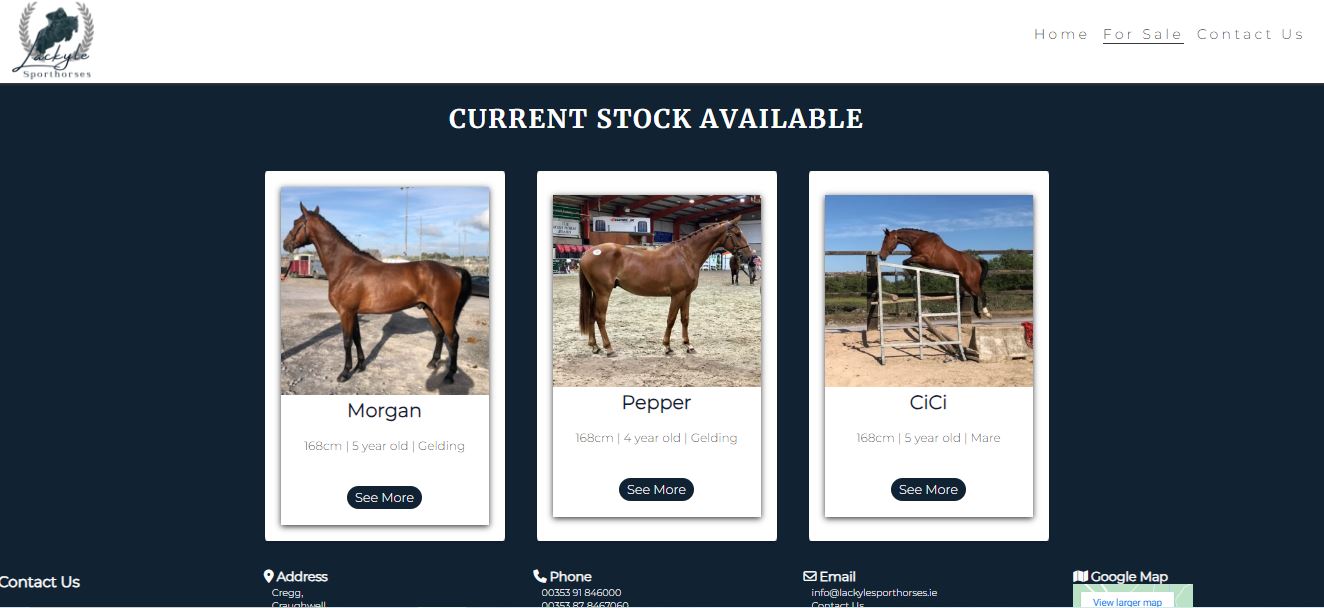 Lackyle
Sporthorses
Home For Sale Contact Us
CURRENT STOCK AVAILABLE
Morgan
168cm | 5 year old | Gelding
See More
Pepper
168cm | 4 year old | Gelding
See More
CiCi
168cm | 5 year old | Mare
See More
Contact Us
Address
Cregg,
Craughwell
Phone
00353 91 846000
00353 87 8467060
Email
info@lackylesporthorses.ie
Contact Us
Google Map
View larger map